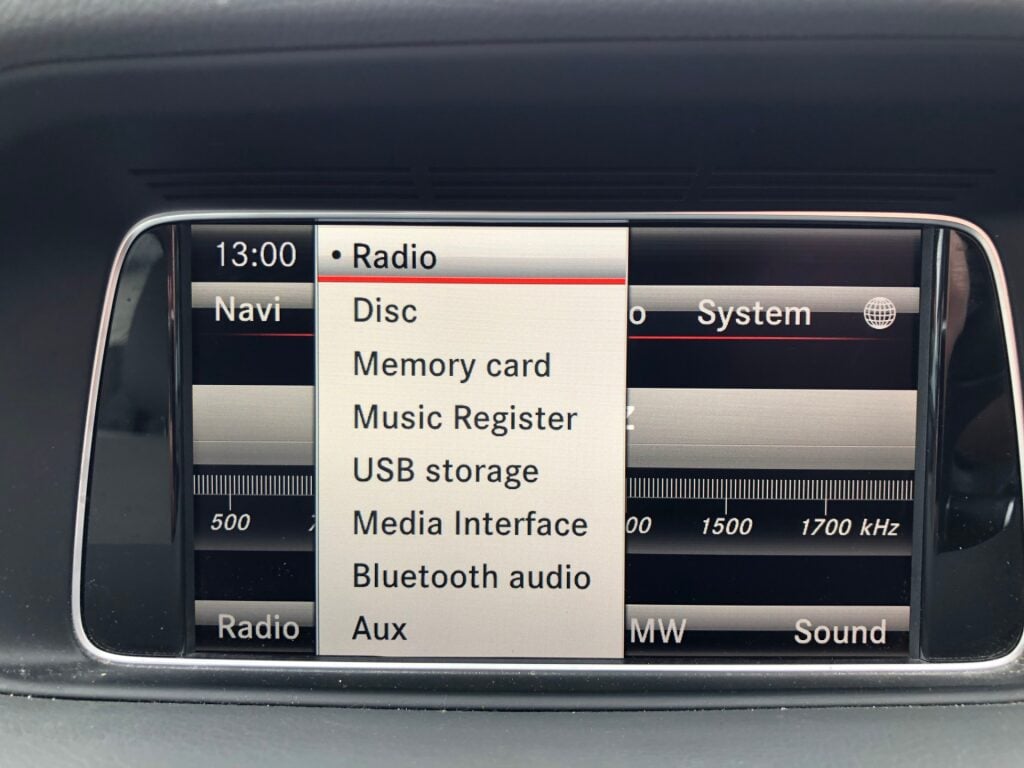 13:00
• Radio
Navi
Disc
System
Memory card
Music Register
USB storage
500
Media Interface
1500
1700 kHz
Bluetooth audio
Radio
Aux
MW
Sound